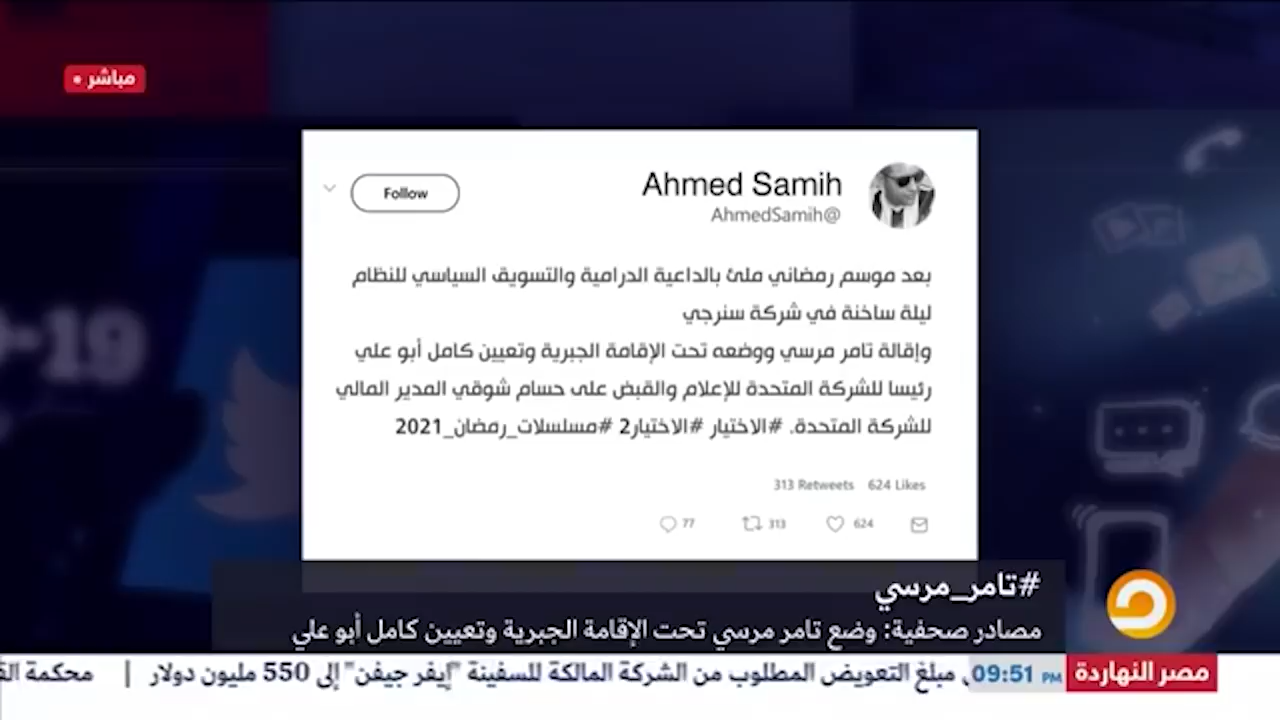 مباشر
Ahmed Samih
AhmedSamih@
Follow
بعد موسم رمضاني ملئ بالداعية الدرامية والتسويق السياسي للنظام
ليلة ساخنة في شركة سنرجي
وإقالة تامر مرسي ووضعه تحت الإقامة الجبرية وتعيين كامل أبو علي
رئيسا للشركة المتحدة للإعلام والقبض على حسام شوقي المدير المالي
للشركة المتحدة. #الاختيار #الاختيار2 #مسلسلات_رمضان_2021
313 Retweets 624 Likes
77 313 624
-19
#تامر_مرسي
مصادر صحفية: وضع تامر مرسي تحت الإقامة الجبرية وتعيين كامل أبو علي
مصر النهاردة
09:51 PM
مبلغ التعويض المطلوب من الشركة المالكة للسفينة "إيفر جيفن" إلى 550 مليون دولار | محكمة